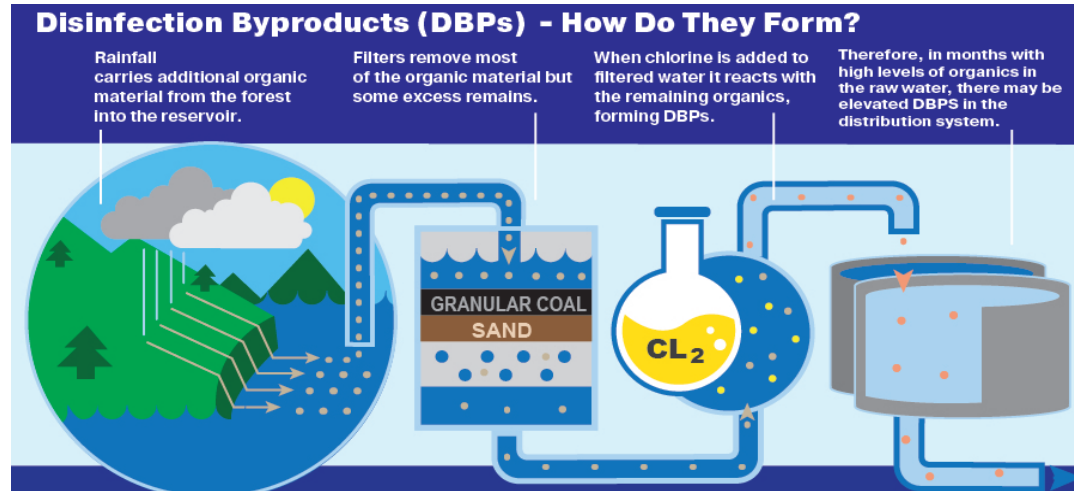 Disinfection Byproducts (DBPs) - How Do They Form?
Rainfall
carries additional organic
material from the forest
into the reservoir.
Filters remove most
of the organic material but
some excess remains.
When chlorine is added to
filtered water it reacts with
the remaining organics,
forming DBPs.
Therefore, in months with
high levels of organics in
the raw water, there may be
elevated DBPS in the
distribution system.
GRANULAR COAL
SAND
CL2